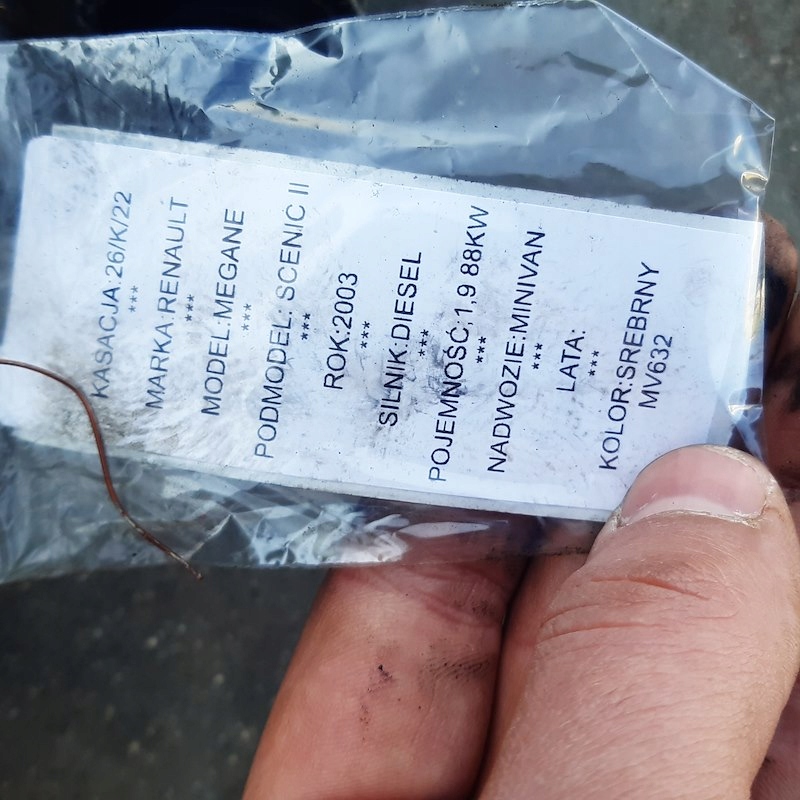 KASACJA:26/K/22
***
MARKA:RENAULT
***
MODEL:MEGANE
***
PODMODEL: SCENIC II
***
ROK:2003
***
SILNIK:DIESEL
***
POJEMNOŚĆ;1,9 88KW
***
NADWOZIE:MINIVAN
***
LATA:
***
KOLOR:SREBRNY
MV632